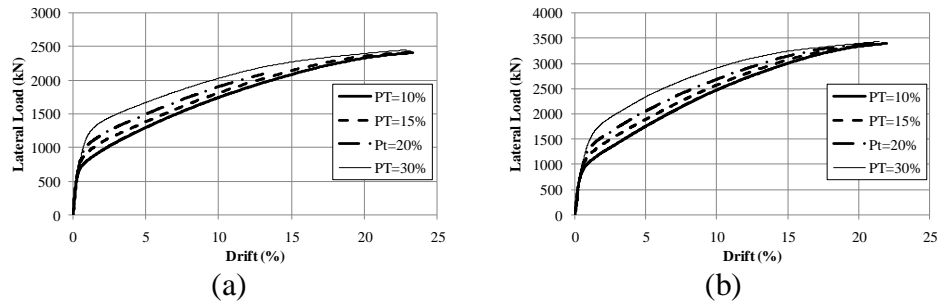 3000
2500
2000
1500
1000
500
0
0 5 10 15 20 25
Lateral Load (kN)
Drift (%)
PT=10%
PT=15%
Pt=20%
PT=30%
(a)
4000
3500
3000
2500
2000
1500
1000
500
0
0 5 10 15 20 25
Lateral Load (kN)
Drift (%)
PT=10%
PT=15%
Pt=20%
PT=30%
(b)